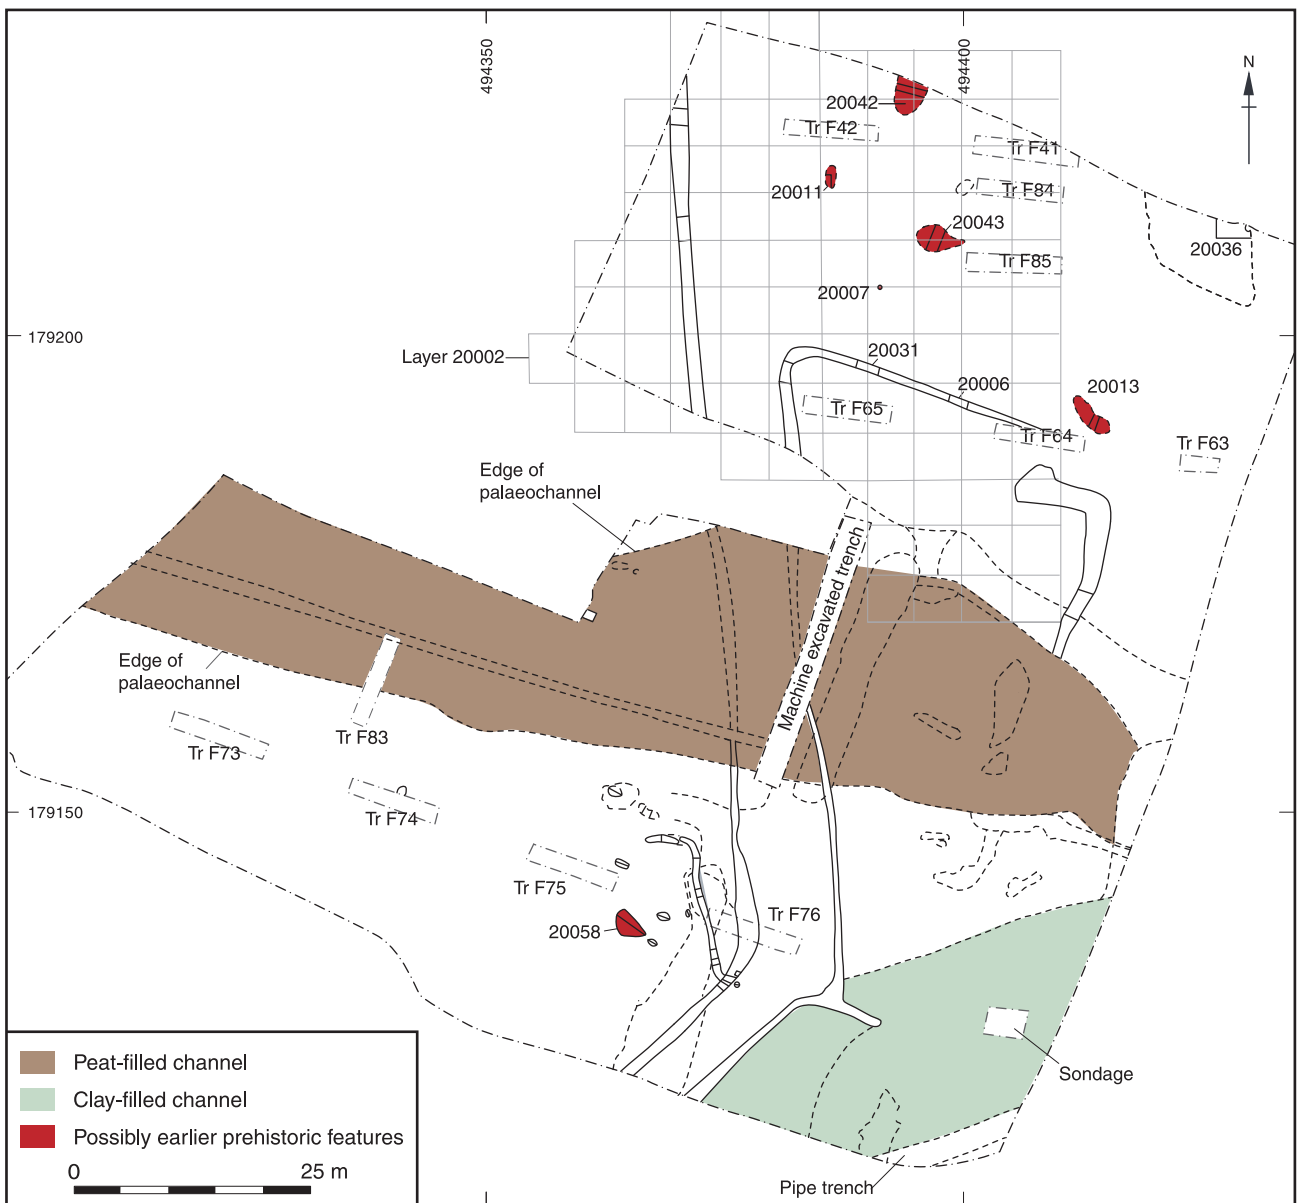 494350
494400
N
20042
Tr F42
Tr F41
20011
Tr F84
20043
20036
Tr F85
20007
179200
Layer 20002
20031
20006
20013
Tr F65
Tr F64
Tr F63
Edge of
palaeochannel
Machine excavated trench
Edge of
palaeochannel
Tr F83
Tr F73
179150
Tr F74
Tr F75
Tr F76
20058
Sondage
Pipe trench
Peat-filled channel
Clay-filled channel
Possibly earlier prehistoric features
0 25 m